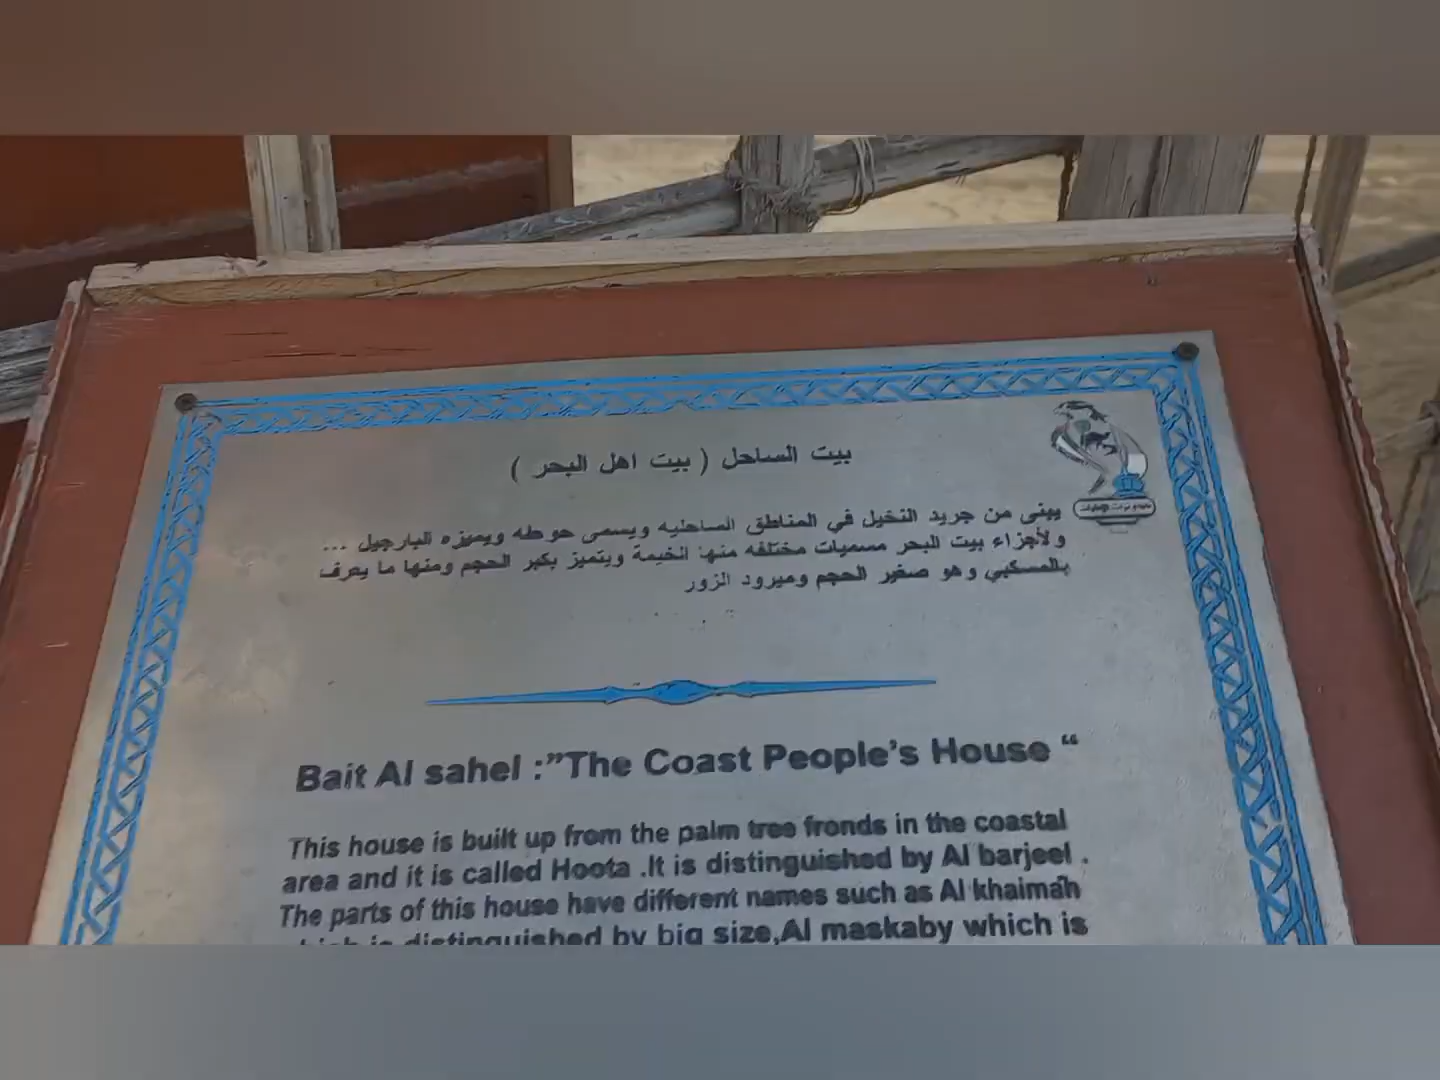 بيت الساحل ( بيت اهل البحر )
يبنى من جريد النخيل في المناطق الساحليه ويسمى حوطه ويميزه البارجيل ...
ولأجزاء بيت البحر مسميات مختلفه منها الخيمة ويتميز بكبر الحجم ومنها ما يعرف
بالمسكبي وهو صغير الحجم وميرود الزور
Bait Al sahel :”The Coast People’s House “
This house is built up from the palm tree fronds in the coastal
area and it is called Hoota .It is distinguished by Al barjeel .
The parts of this house have different names such as Al khaimah
which is distinguished by big size,Al maskaby which is